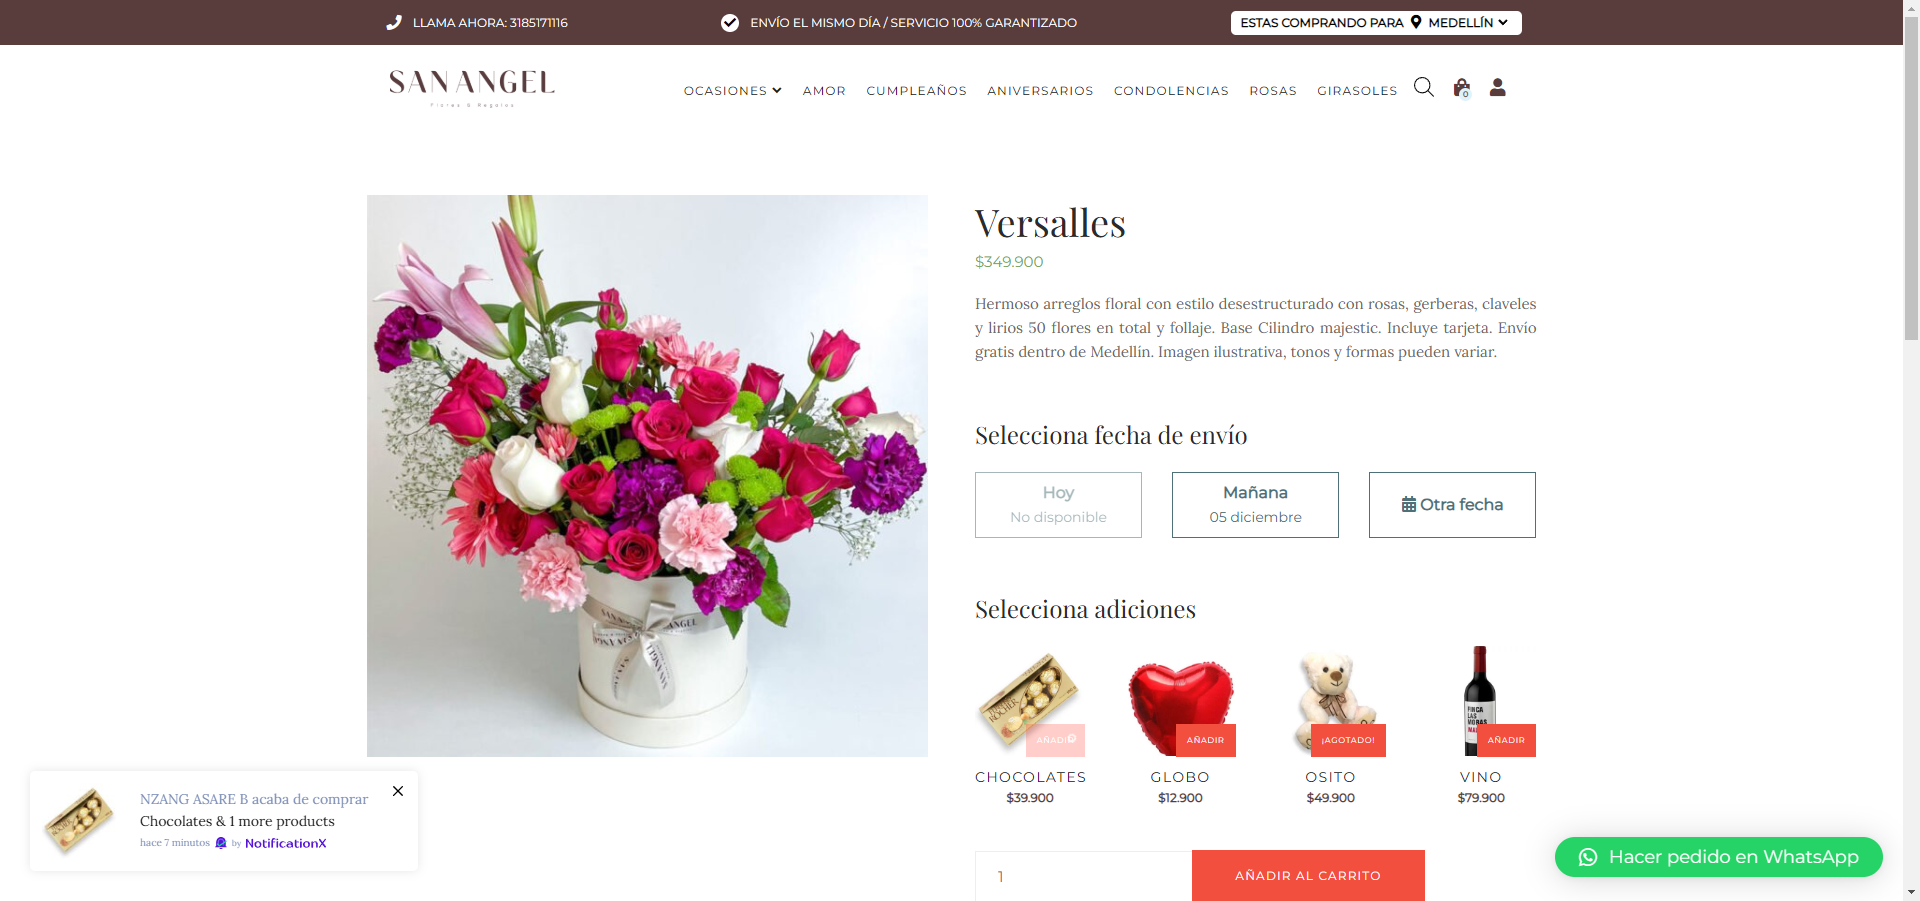 LLAMA AHORA: 3185171116
ENVÍO EL MISMO DÍA / SERVICIO 100% GARANTIZADO
ESTAS COMPRANDO PARA MEDELLÍN
SAN ANGEL
Flores & Regalos
OCASIONES AMOR CUMPLEAÑOS ANIVERSARIOS CONDOLENCIAS ROSAS GIRASOLES
0
Versalles
$349.900
Hermoso arreglos floral con estilo desestructurado con rosas, gerberas, claveles
y lirios 50 flores en total y follaje. Base Cilindro majestic. Incluye tarjeta. Envío
gratis dentro de Medellín. Imagen ilustrativa, tonos y formas pueden variar.
Selecciona fecha de envío
Hoy
No disponible
Mañana
05 diciembre
Otra fecha
Selecciona adiciones
AÑADIR
AÑADIR
¡AGOTADO!
FINCA
LAS
MORAS
AÑADIR
CHOCOLATES
$39.900
GLOBO
$12.900
OSITO
$49.900
VINO
$79.900
1
AÑADIR AL CARRITO
NZANG ASARE B acaba de comprar
Chocolates & 1 more products
hace 7 minutos by NotificationX
Hacer pedido en WhatsApp